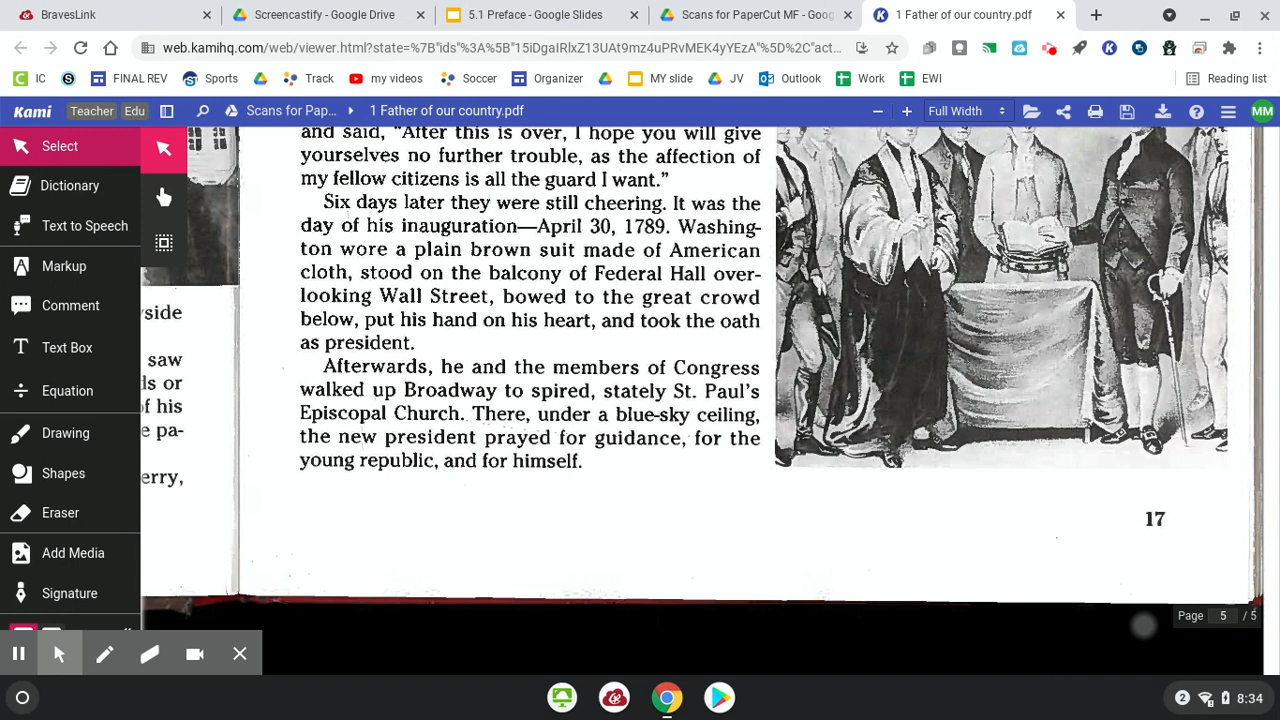 BravesLink
Screencastify - Google Drive
5.1 Preface - Google Slides
Scans for PaperCut MF - Goog
1 Father of our country.pdf
web.kamihq.com/web/viewer.html?state=%7B"ids"%3A%5B"15iDgaIRlxZ13UAt9mz4uPRvMEK4yYEzA"%5D%2C"act...
IC
FINAL REV
Sports
Track
my videos
Soccer
Organizer
MY slide
JV
Outlook
Work
EWI
Reading list
Kami
Teacher
Edu
Scans for Pap...
1 Father of our country.pdf
Full Width
MM
Select
Dictionary
Text to Speech
Markup
Comment
Text Box
Equation
Drawing
Shapes
Eraser
Add Media
Signature
yside
saw
ls or
of his
e pa-
erry,
and said, “After this is over, I hope you will give
yourselves no further trouble, as the affection of
my fellow citizens is all the guard I want.”
Six days later they were still cheering. It was the
day of his inauguration—April 30, 1789. Washing-
ton wore a plain brown suit made of American
cloth, stood on the balcony of Federal Hall over-
looking Wall Street, bowed to the great crowd
below, put his hand on his heart, and took the oath
as president.
Afterwards, he and the members of Congress
walked up Broadway to spired, stately St. Paul’s
Episcopal Church. There, under a blue-sky ceiling,
the new president prayed for guidance, for the
young republic, and for himself.
17
Page 5 / 5
2
8:34